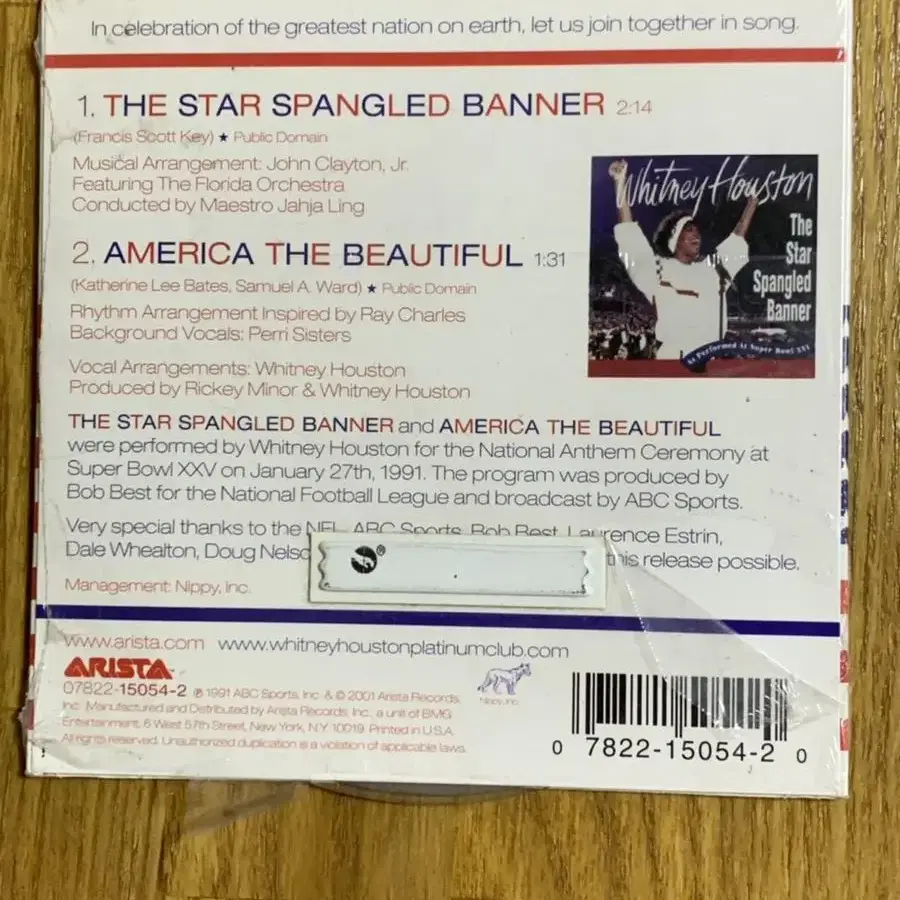 In celebration of the greatest nation on earth, let us join together in song.
1. THE STAR SPANGLED BANNER 2:14
(Francis Scott Key) ★ Public Domain
Musical Arrangement: John Clayton, Jr.
Featuring The Florida Orchestra
Conducted by Maestro Jahja Ling
2. AMERICA THE BEAUTIFUL 1:31
(Katherine Lee Bates, Samuel A. Ward) ★ Public Domain
Rhythm Arrangement Inspired by Ray Charles
Background Vocals: Perri Sisters
Vocal Arrangements: Whitney Houston
Produced by Rickey Minor & Whitney Houston
Whitney Houston
The
Star
Spangled
Banner
As Performed At Super Bowl XXV
THE STAR SPANGLED BANNER and AMERICA THE BEAUTIFUL
were performed by Whitney Houston for the National Anthem Ceremony at
Super Bowl XXV on January 27th, 1991. The program was produced by
Bob Best for the National Football League and broadcast by ABC Sports.
Very special thanks to the NFL, ABC Sports, Bob Best, Laurence Estrin,
Dale Whealton, Doug this release possible.
Management: Nippy, Inc.
www.arista.com www.whitneyhoustonplatinumclub.com
ARISTA
07822-15054-2 ℗ 1991 ABC Sports, Inc. & © 2001 Arista Records,
Inc. Manufactured and Distributed by Arista Records, Inc., a unit of BMG
Entertainment, 6 West 57th Street, New York, NY 10019. Printed in U.S.A.
All rights reserved. Unauthorized duplication is a violation of applicable laws.
Nippy, Inc.
0 7822-15054-2 0